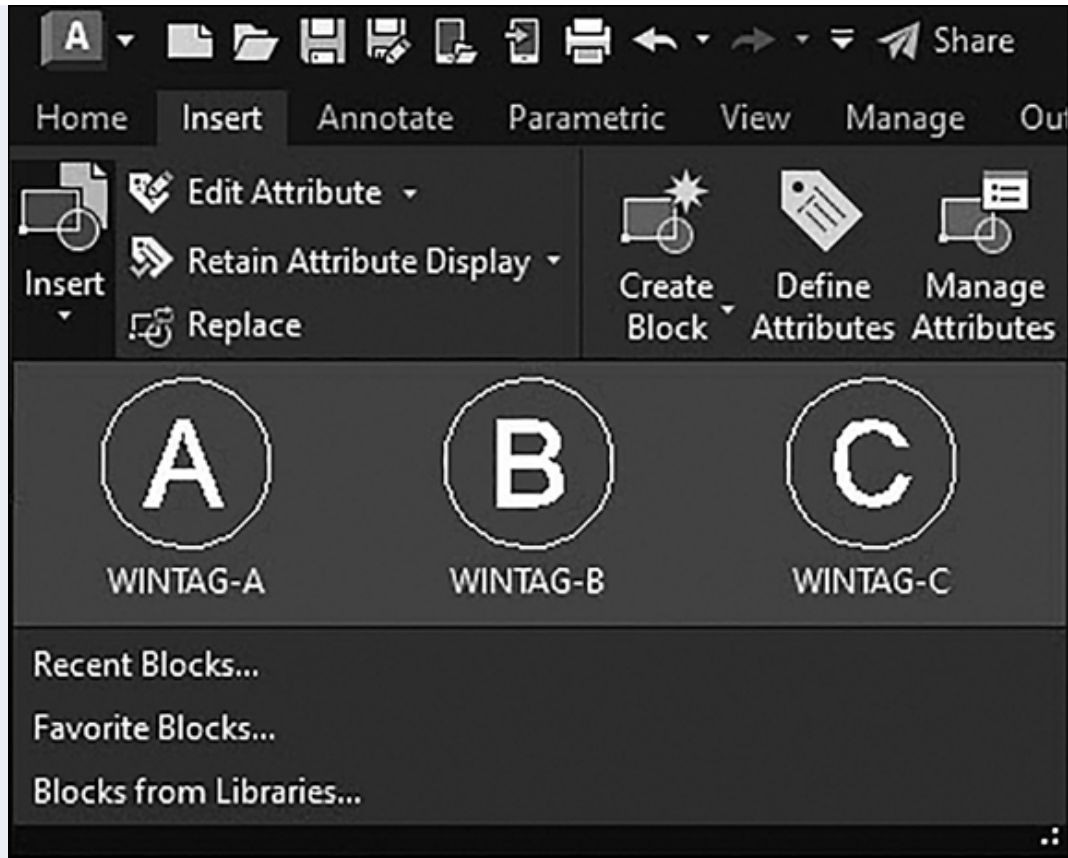 A
Share
Home Insert Annotate Parametric View Manage Out
Edit Attribute
Retain Attribute Display
Replace
Insert
Create Block
Define Attributes
Manage Attributes
A B C
WINTAG-A WINTAG-B WINTAG-C
Recent Blocks...
Favorite Blocks...
Blocks from Libraries...